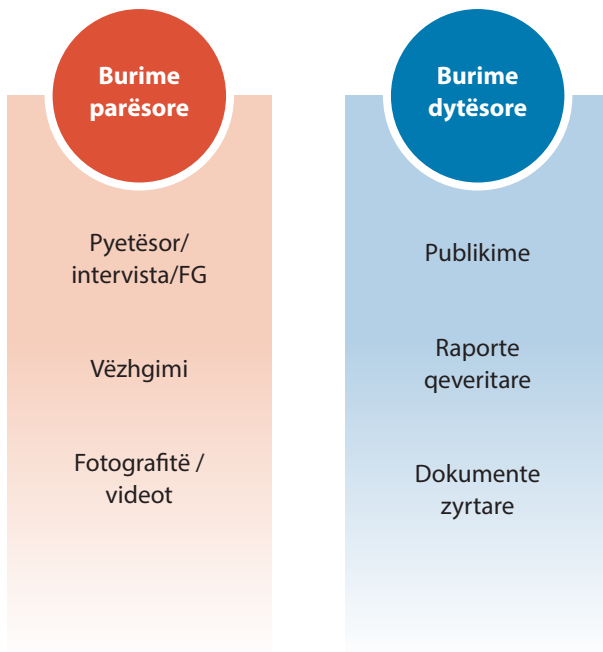 Burime
parësore
Pyetësor/
intervista/FG
Vëzhgimi
Fotografitë /
videot
Burime
dytësore
Publikime
Raporte
qeveritare
Dokumente
zyrtare